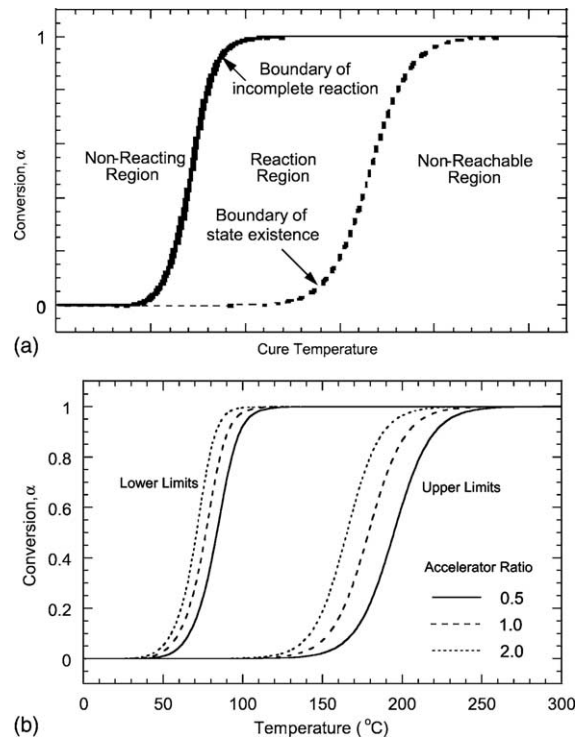 1
Conversion, α
0
Boundary of
incomplete reaction
Non-Reacting
Region
Reaction
Region
Non-Reachable
Region
Boundary of
state existence
(a)
Cure Temperature
1
0.8
0.6
0.4
0.2
0
Conversion, α
Lower Limits
Upper Limits
Accelerator Ratio
0.5
1.0
2.0
0 50 100 150 200 250 300
(b)
Temperature (°C)